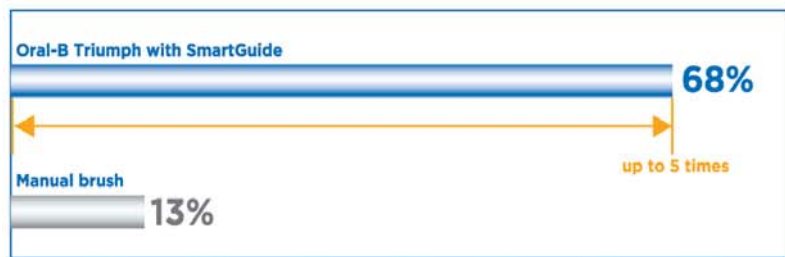 Oral-B Triumph with SmartGuide
68%
up to 5 times
Manual brush
13%